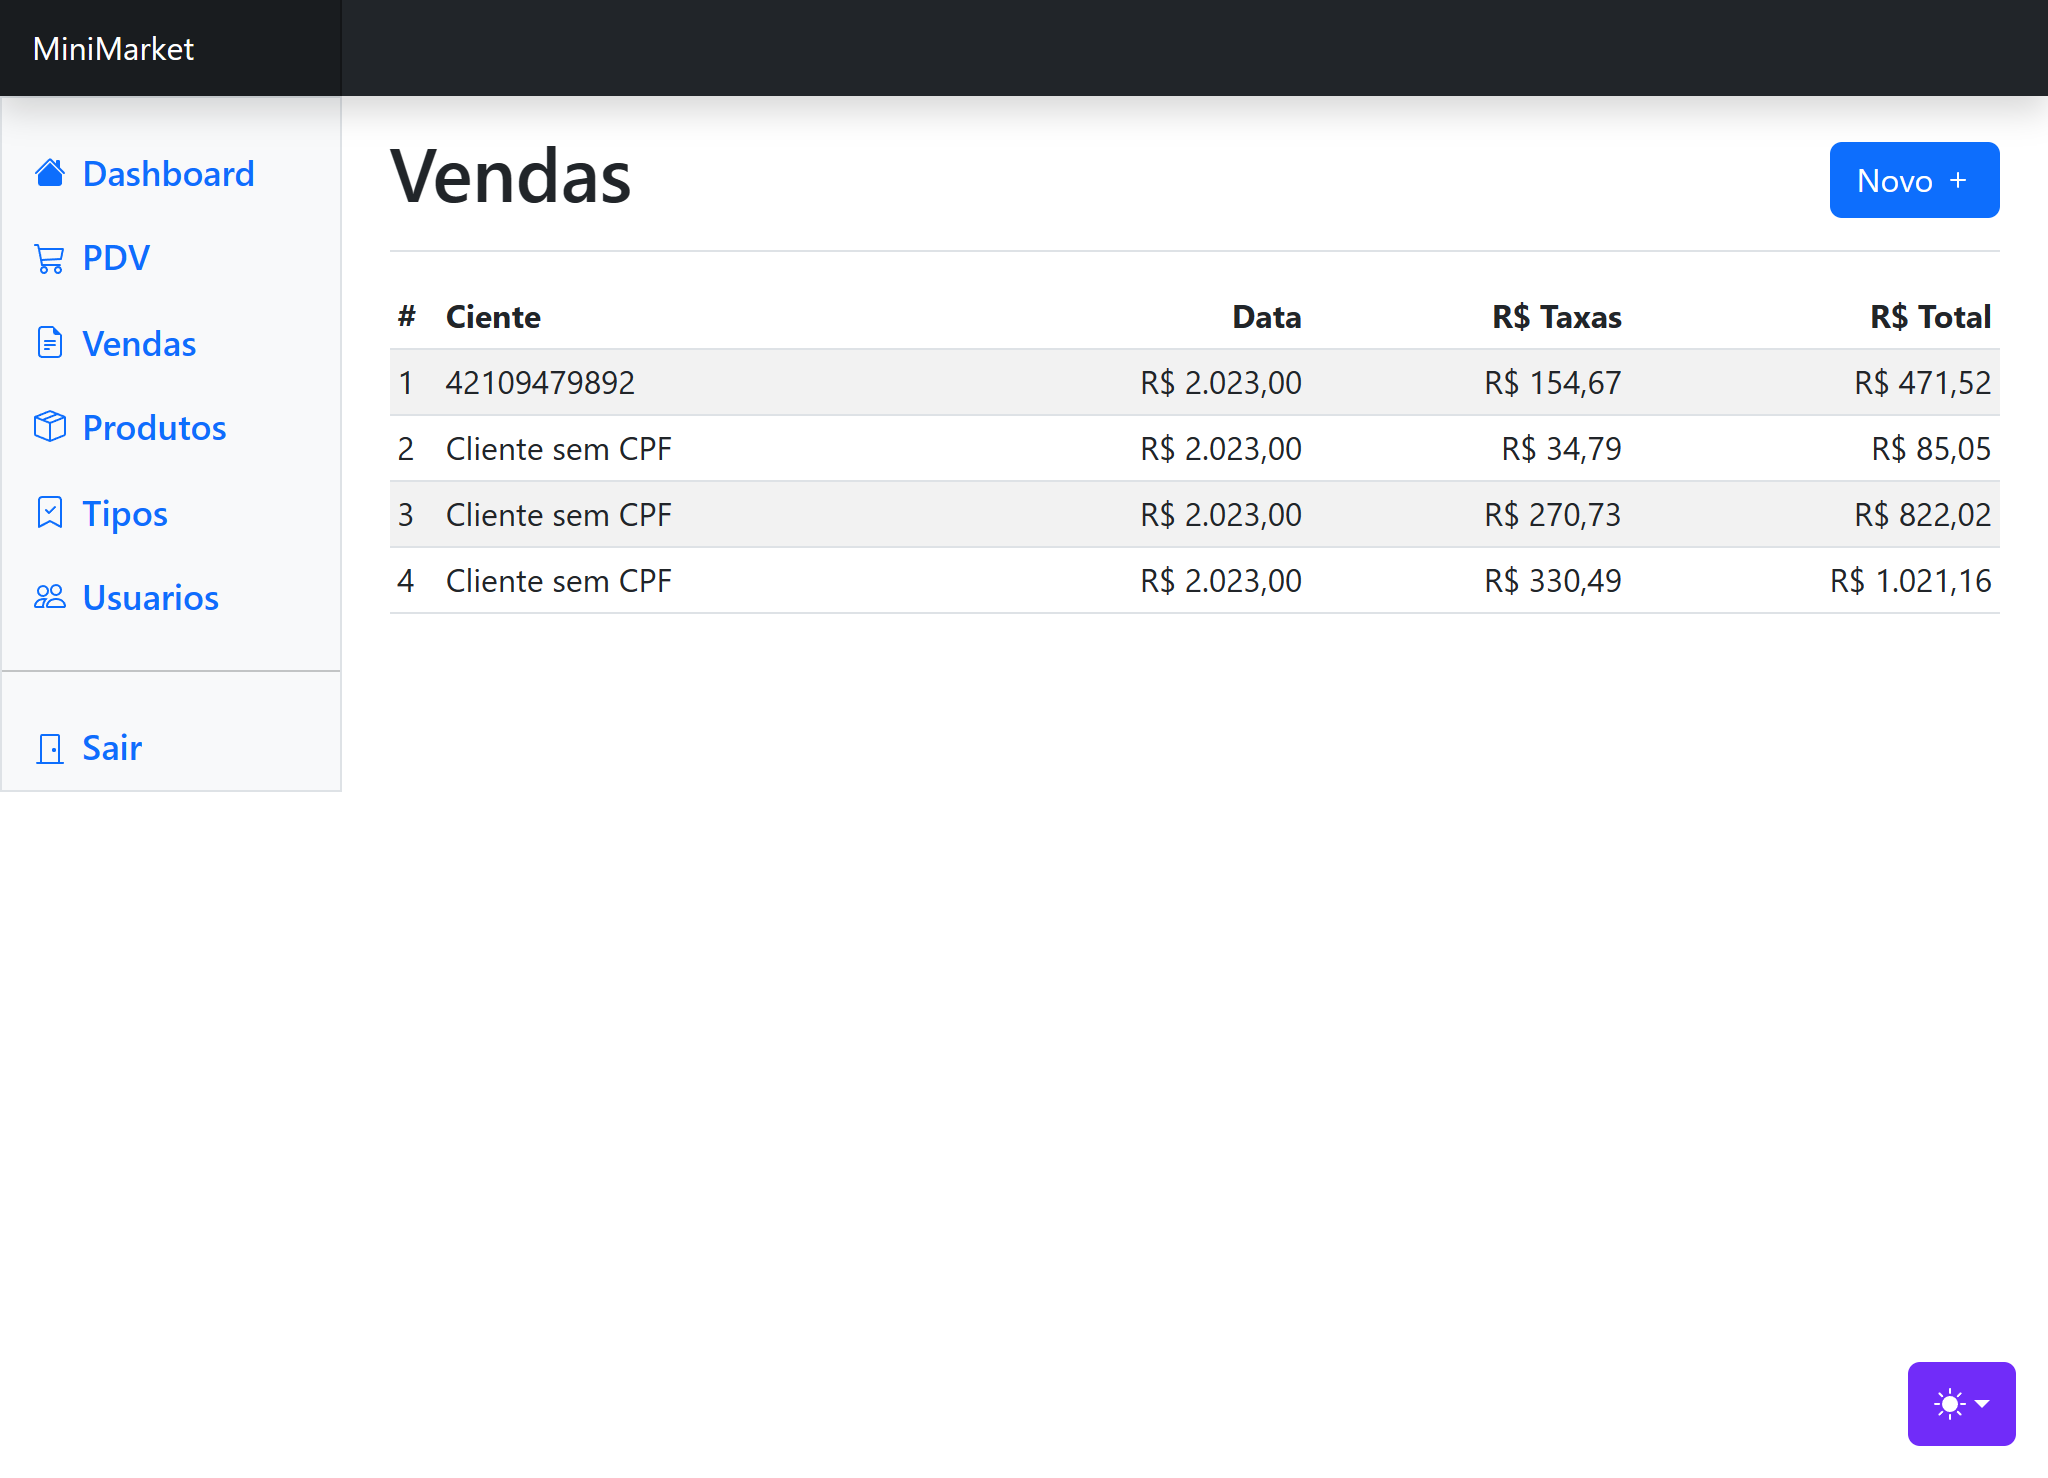 MiniMarket
Dashboard
PDV
Vendas
Produtos
Tipos
Usuarios
Sair
Vendas
Novo +
# Ciente Data R$ Taxas R$ Total
1 42109479892 R$ 2.023,00 R$ 154,67 R$ 471,52
2 Cliente sem CPF R$ 2.023,00 R$ 34,79 R$ 85,05
3 Cliente sem CPF R$ 2.023,00 R$ 270,73 R$ 822,02
4 Cliente sem CPF R$ 2.023,00 R$ 330,49 R$ 1.021,16